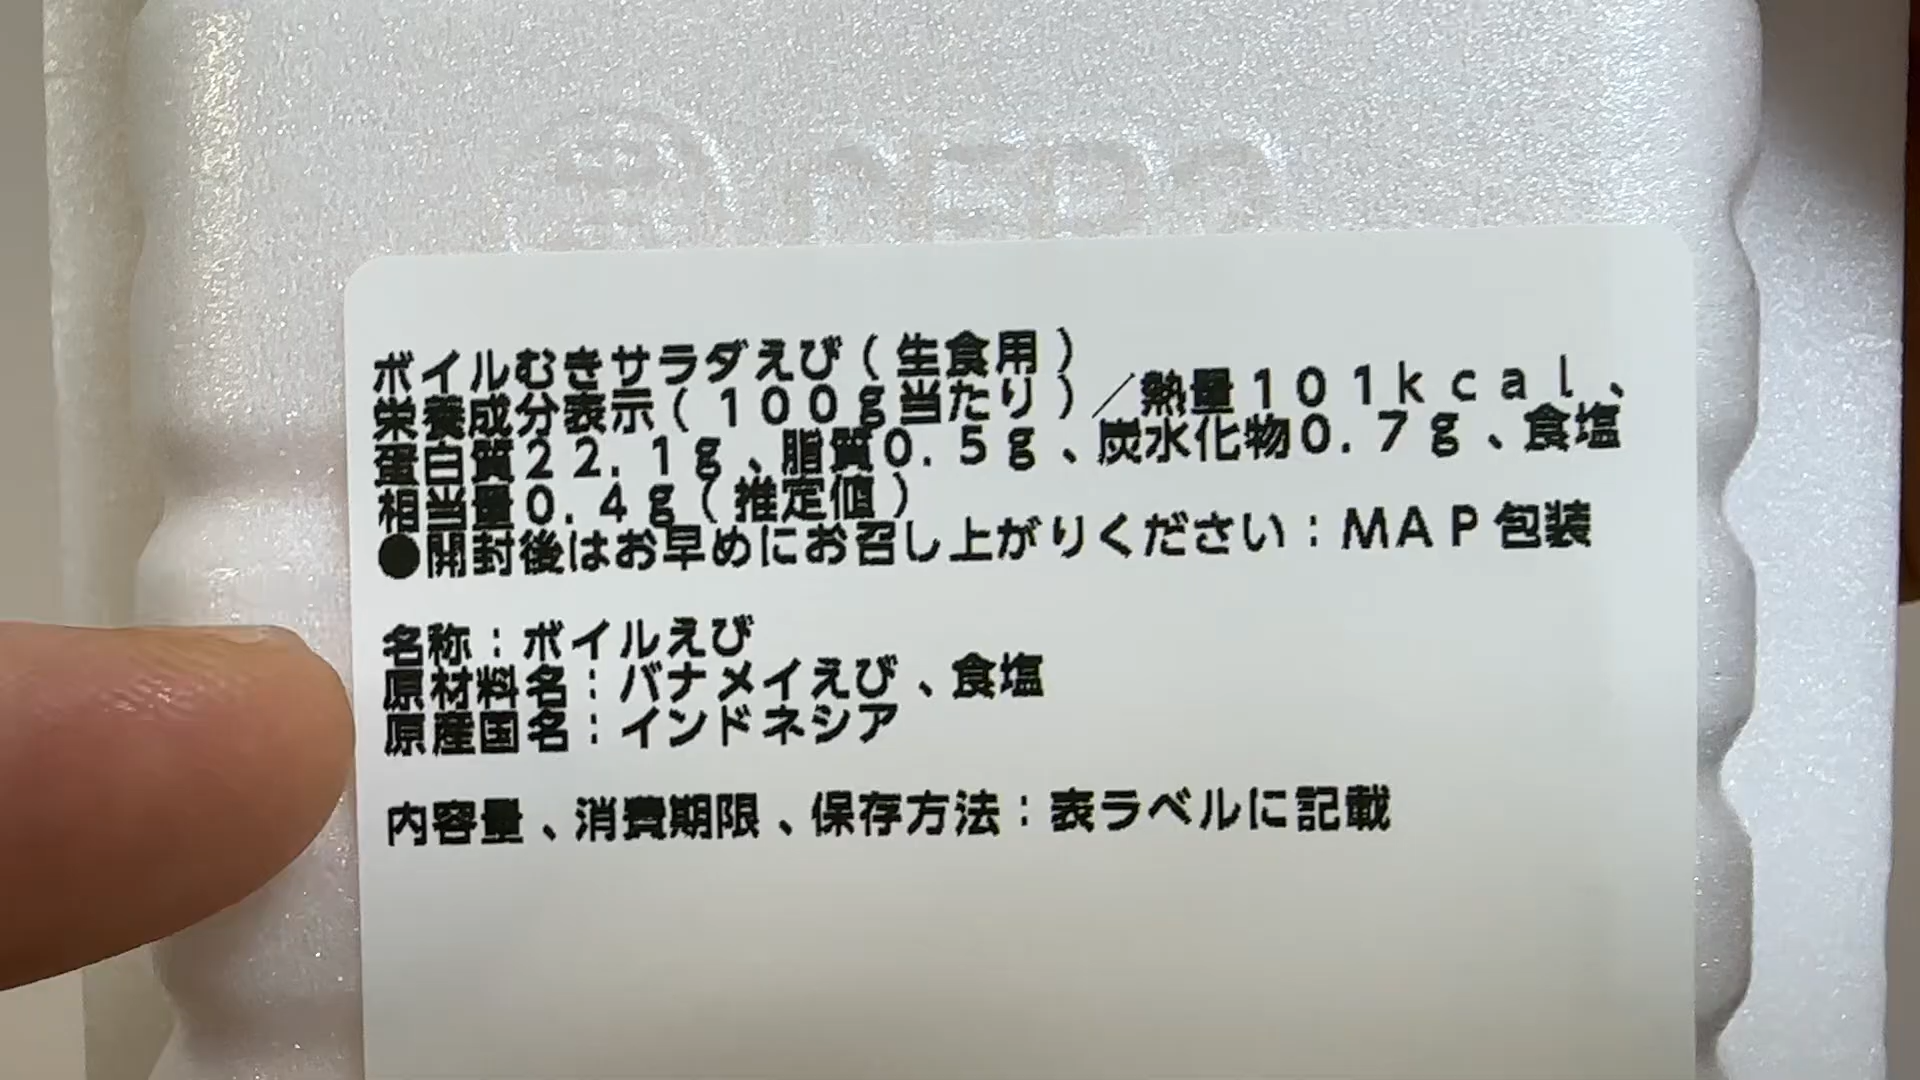 ボイルむきサラダえび（生食用）
栄養成分表示（１００ｇ当たり）／熱量１０１ｋｃａｌ、
蛋白質２２．１ｇ、脂質０．５ｇ、炭水化物０．７ｇ、食塩
相当量０．４ｇ（推定値）
●開封後はお早めにお召し上がりください：ＭＡＰ包装
名称：ボイルえび
原材料名：バナメイえび、食塩
原産国名：インドネシア
内容量、消費期限、保存方法：表ラベルに記載